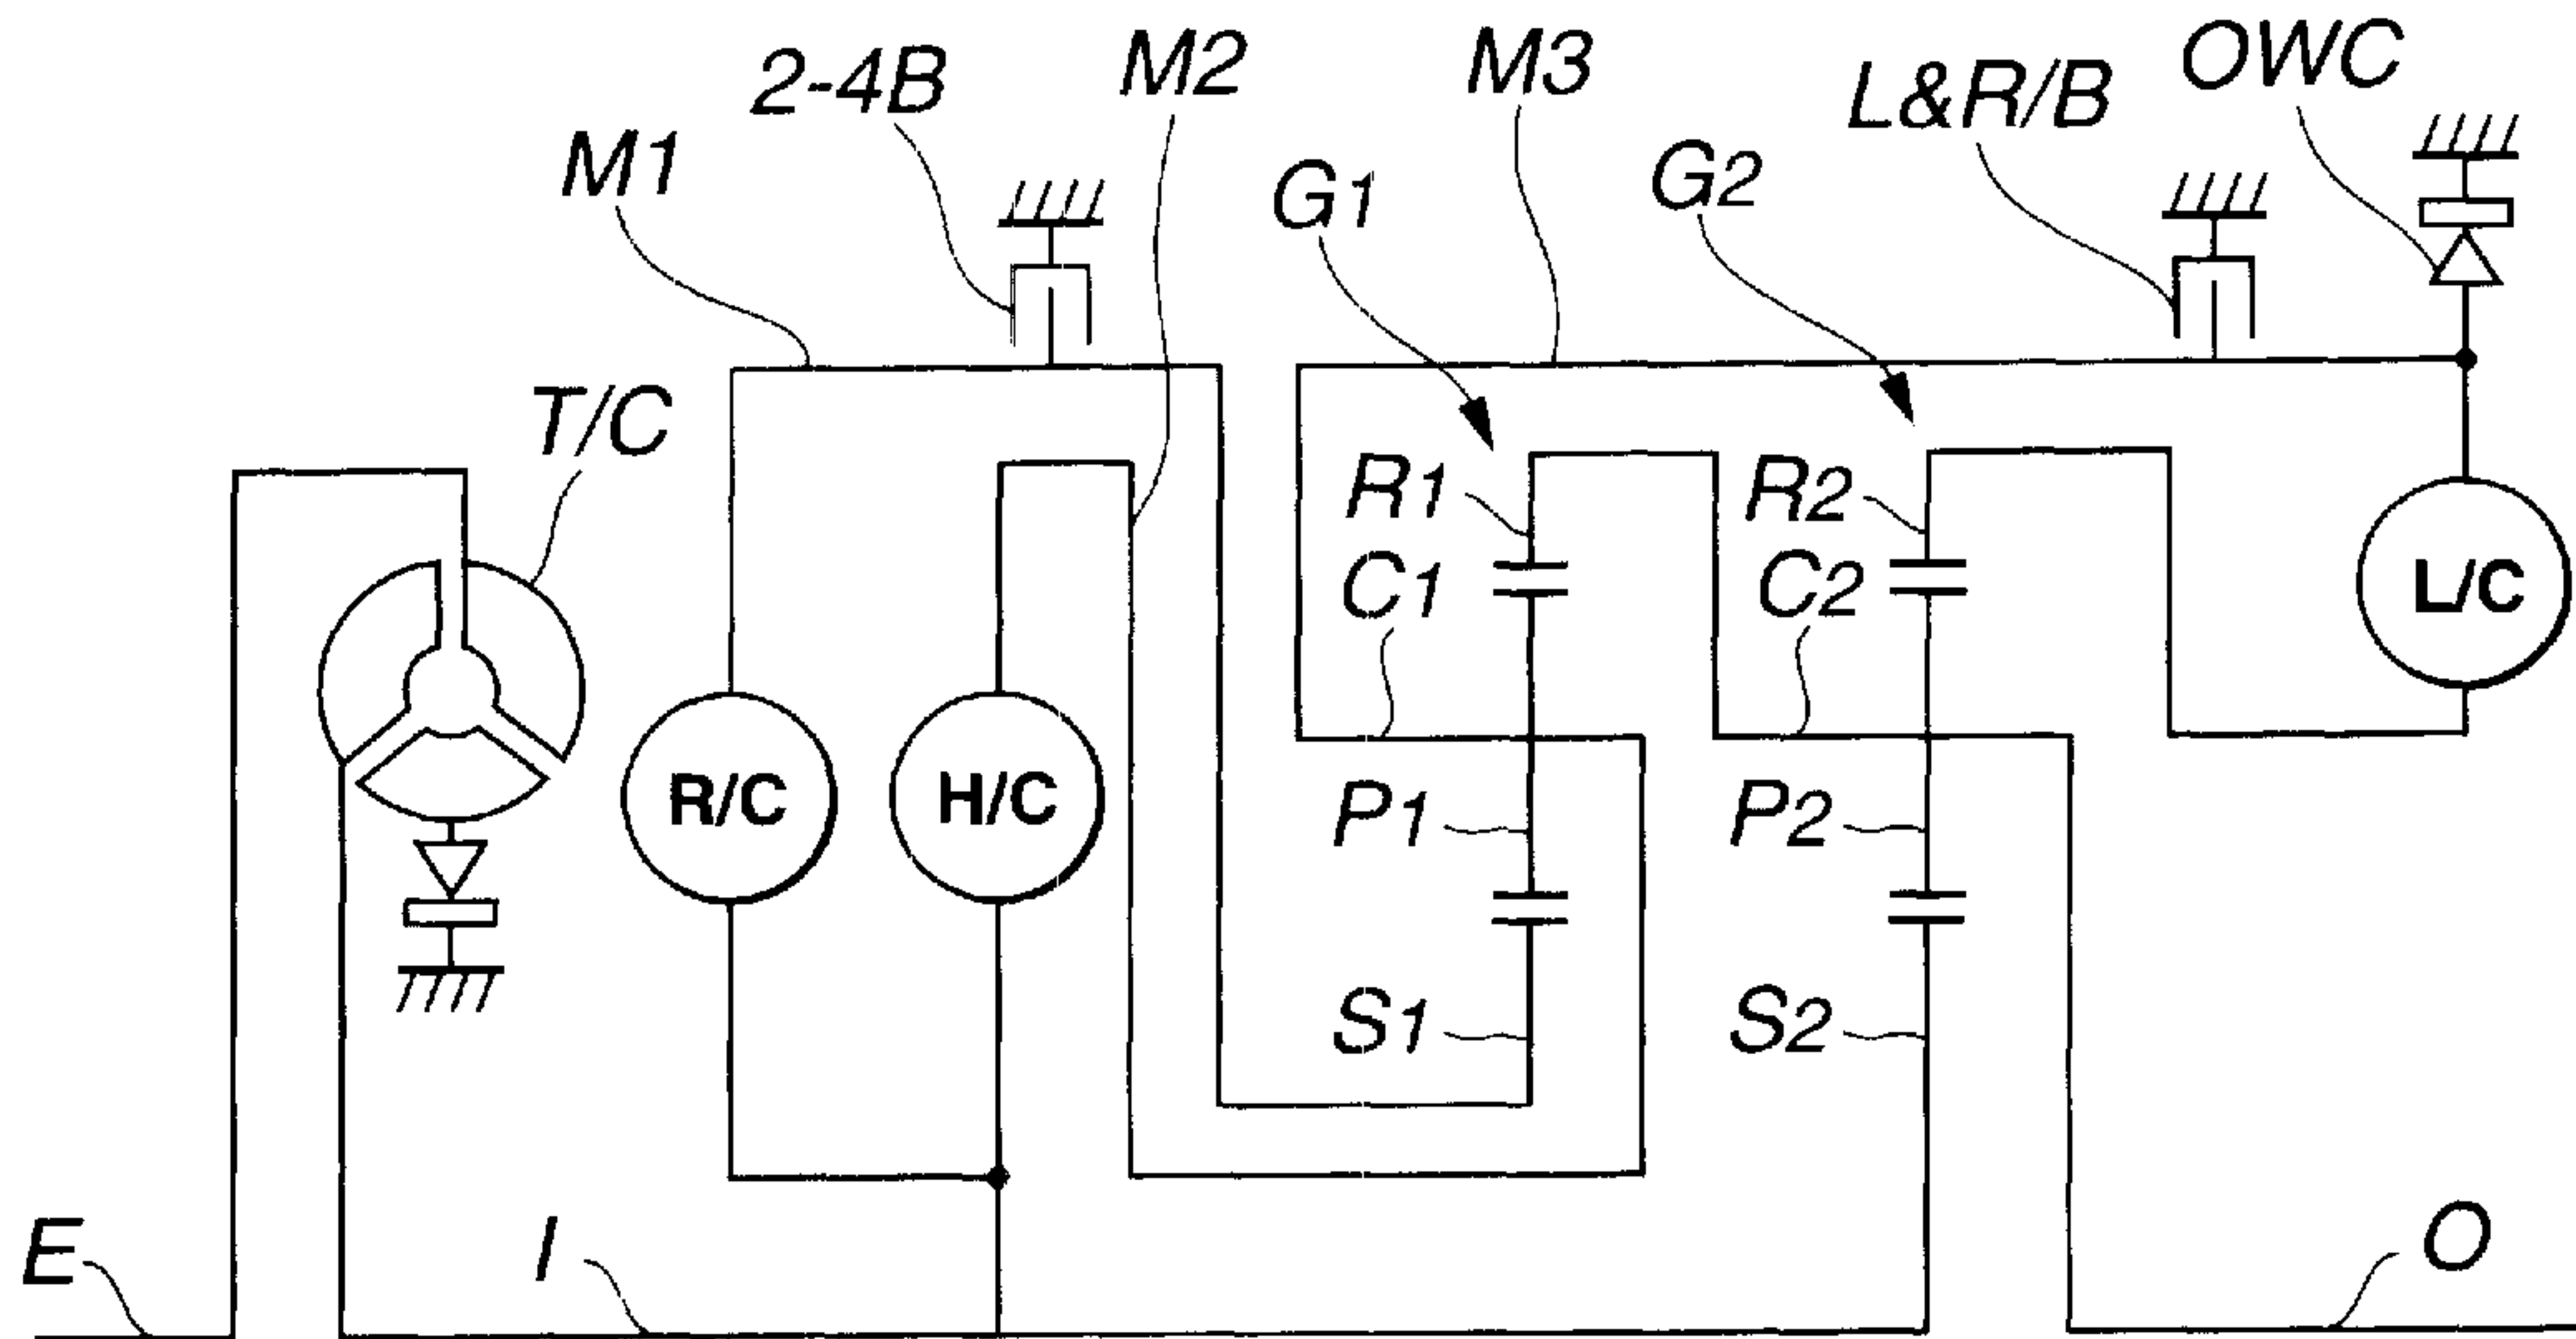 OWC
M2
M3
2-4B
L&R/B
M1
G1
G2
T/C
R1
R2
C1
C2
L/C
R/C
H/C
P1
P2
S1
S2
E
I
O